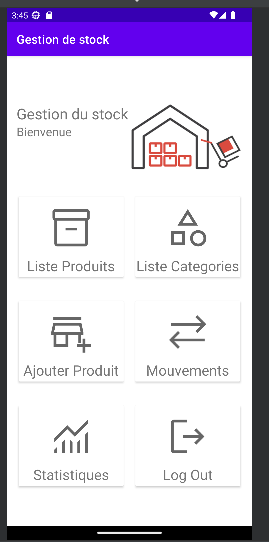 3:45
Gestion de stock
Gestion du stock
Bienvenue
Liste Produits
Liste Categories
Ajouter Produit
Mouvements
Statistiques
Log Out